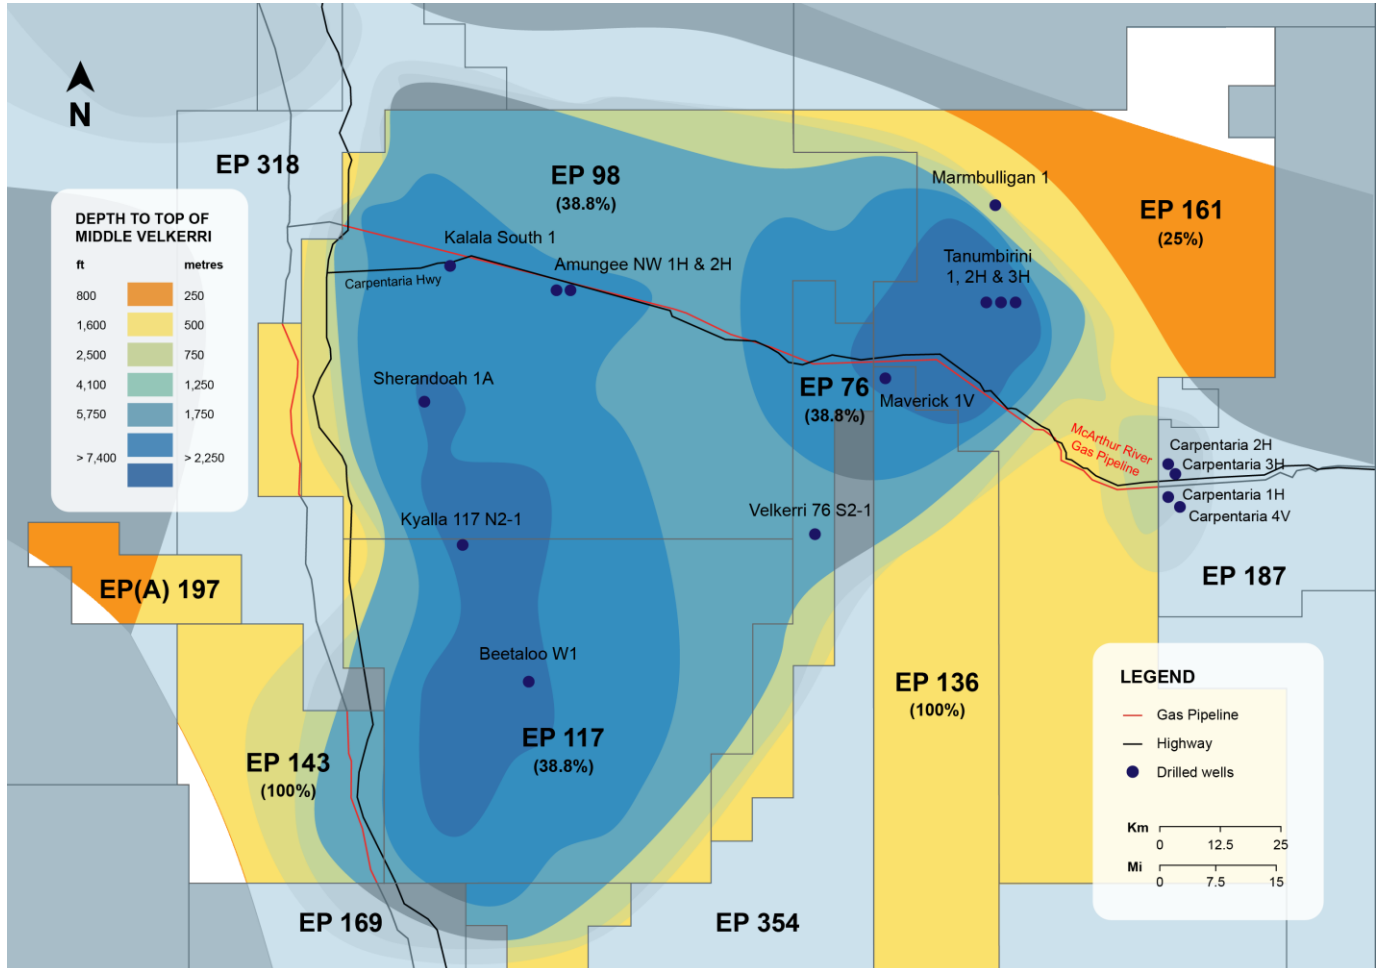 N
EP 318
EP 98
(38.8%)
Marmbulligan 1
EP 161
(25%)
DEPTH TO TOP OF
MIDDLE VELKERRI
ft metres
800 250
1,600 500
2,500 750
4,100 1,250
5,750 1,750
> 7,400 > 2,250
Kalala South 1
Amungee NW 1H & 2H
Carpentaria Hwy
Tanumbirini
1, 2H & 3H
Sherandoah 1A
EP 76
(38.8%)
Maverick 1V
McArthur River
Gas Pipeline
Carpentaria 2H
Carpentaria 3H
Carpentaria 1H
Carpentaria 4V
Kyalla 117 N2-1
Velkerri 76 S2-1
EP(A) 197
EP 187
Beetaloo W1
EP 117
(38.8%)
EP 136
(100%)
EP 143
(100%)
LEGEND
Gas Pipeline
Highway
Drilled wells
Km
0 12.5 25
Mi
0 7.5 15
EP 169
EP 354